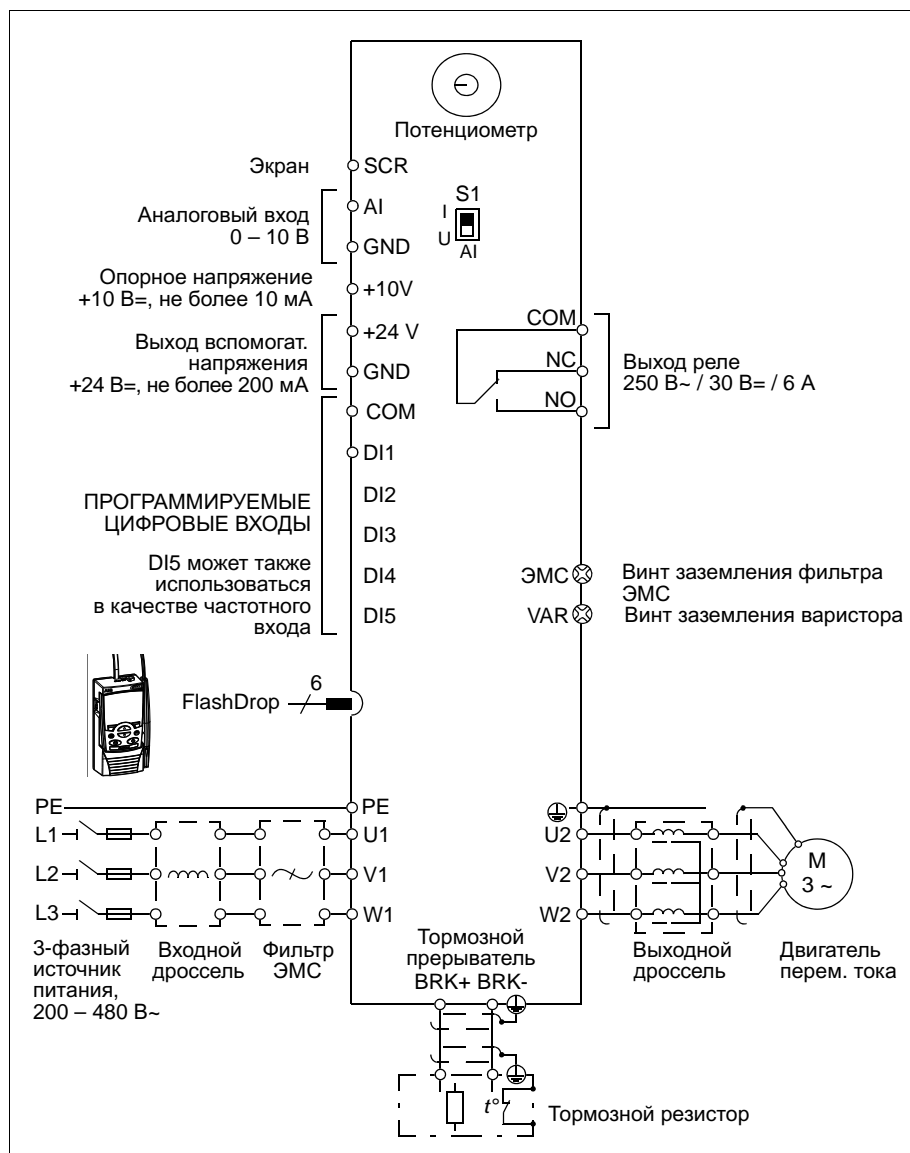 Потенциометр
Экран
SCR
S1
Аналоговый вход
0 – 10 В
AI
GND
I
U
AI
Опорное напряжение
+10 В=, не более 10 мА
+10V
Выход вспомогат.
напряжения
+24 В=, не более 200 мА
+24 V
GND
COM
NC
NO
Выход реле
250 В~ / 30 В= / 6 А
COM
DI1
DI2
DI3
DI4
DI5
ПРОГРАММИРУЕМЫЕ
ЦИФРОВЫЕ ВХОДЫ
DI5 может также
использоваться
в качестве частотного
входа
ЭМС
Винт заземления фильтра
ЭМС
VAR
Винт заземления варистора
FlashDrop
6
PE
PE
L1
U1
U2
L2
V1
V2
L3
W1
W2
M
3 ~
3-фазный
источник
питания,
200 – 480 В~
Входной
дроссель
Фильтр
ЭМС
Тормозной
прерыватель
BRK+ BRK-
Выходной
дроссель
Двигатель
перем. тока
t°
Тормозной резистор